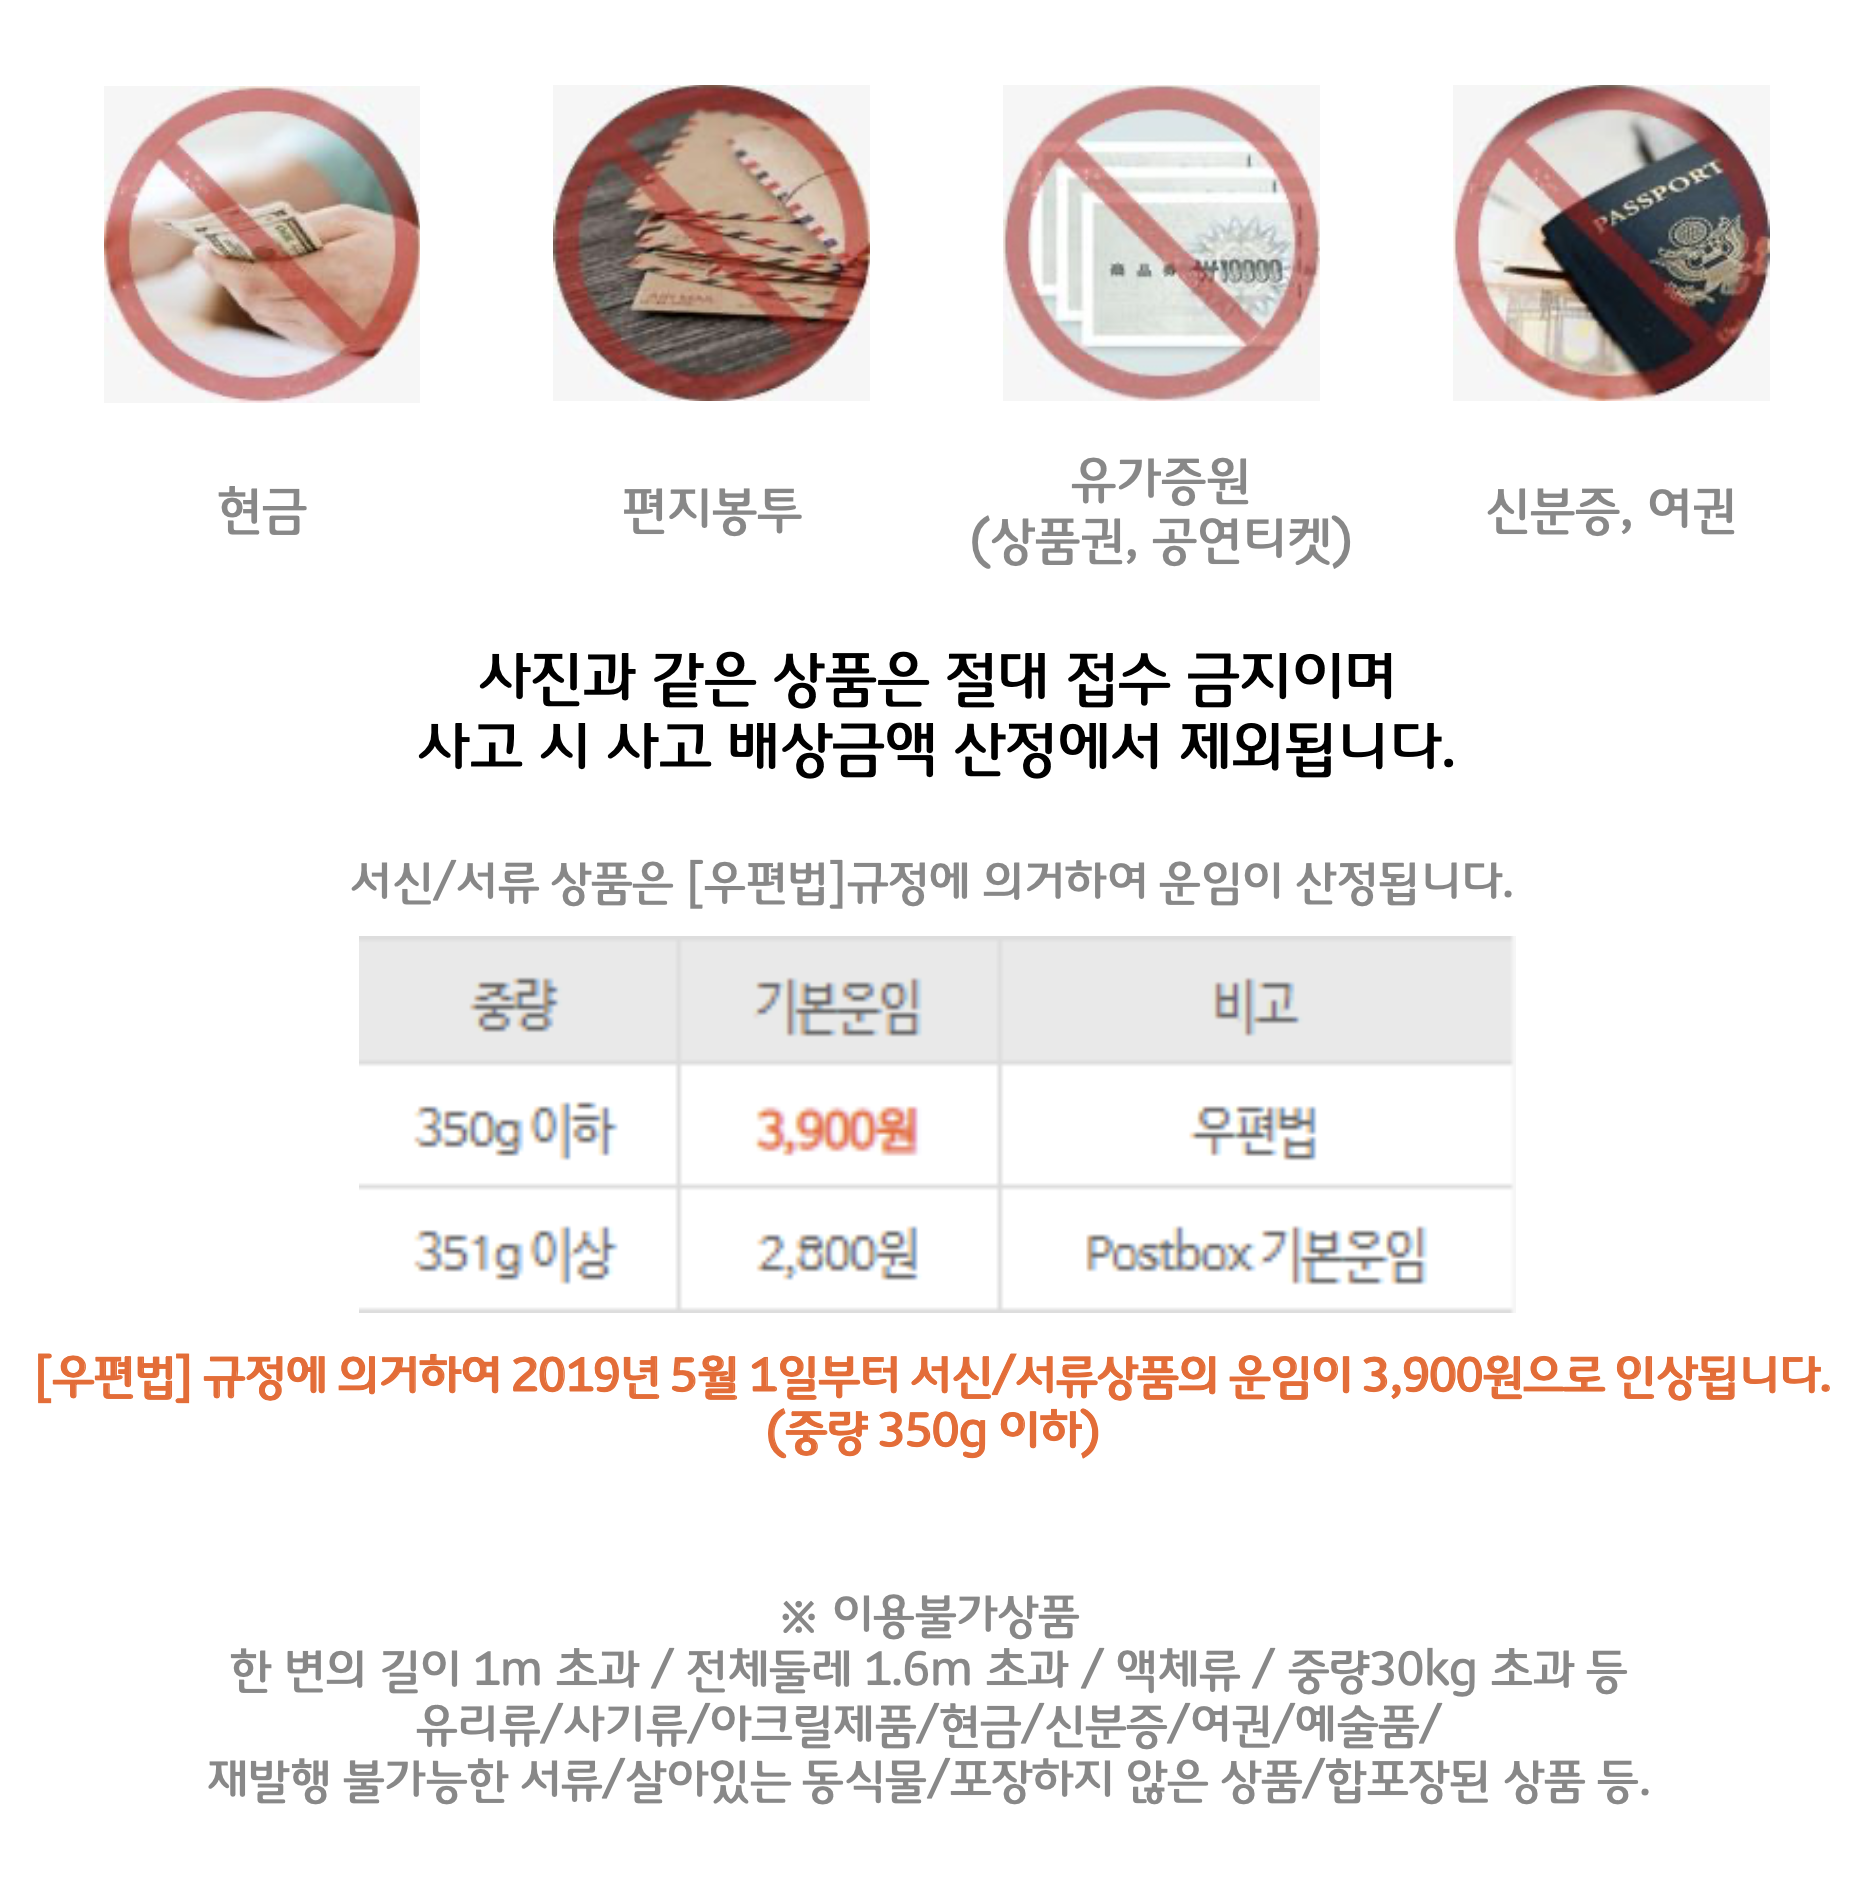 PASSPORT
商品券 ₩10000
현금
편지봉투
유가증원
(상품권, 공연티켓)
신분증, 여권
사진과 같은 상품은 절대 접수 금지이며
사고 시 사고 배상금액 산정에서 제외됩니다.
서신/서류 상품은 [우편법]규정에 의거하여 운임이 산정됩니다.
중량 기본운임 비고
350g 이하 3,900원 우편법
351g 이상 2,800원 Postbox 기본운임
[우편법] 규정에 의거하여 2019년 5월 1일부터 서신/서류상품의 운임이 3,900원으로 인상됩니다.
(중량 350g 이하)
※ 이용불가상품
한 변의 길이 1m 초과 / 전체둘레 1.6m 초과 / 액체류 / 중량30kg 초과 등
유리류/사기류/아크릴제품/현금/신분증/여권/예술품/
재발행 불가능한 서류/살아있는 동식물/포장하지 않은 상품/합포장된 상품 등.